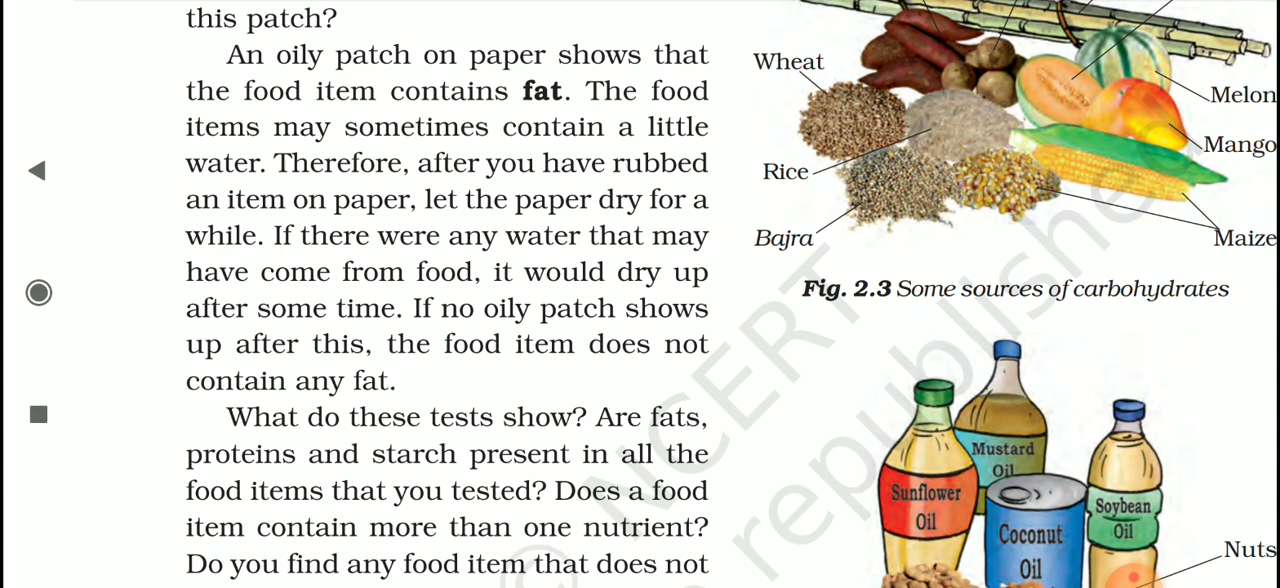 this patch?
An oily patch on paper shows that
the food item contains fat. The food
items may sometimes contain a little
water. Therefore, after you have rubbed
an item on paper, let the paper dry for a
while. If there were any water that may
have come from food, it would dry up
after some time. If no oily patch shows
up after this, the food item does not
contain any fat.
What do these tests show? Are fats,
proteins and starch present in all the
food items that you tested? Does a food
item contain more than one nutrient?
Do you find any food item that does not
Wheat
Melon
Mango
Rice
Bajra
Maize
Fig. 2.3 Some sources of carbohydrates
Mustard
Oil
Sunflower
Oil
Soybean
Oil
Coconut
Oil
Nuts
© NCERT
republishe